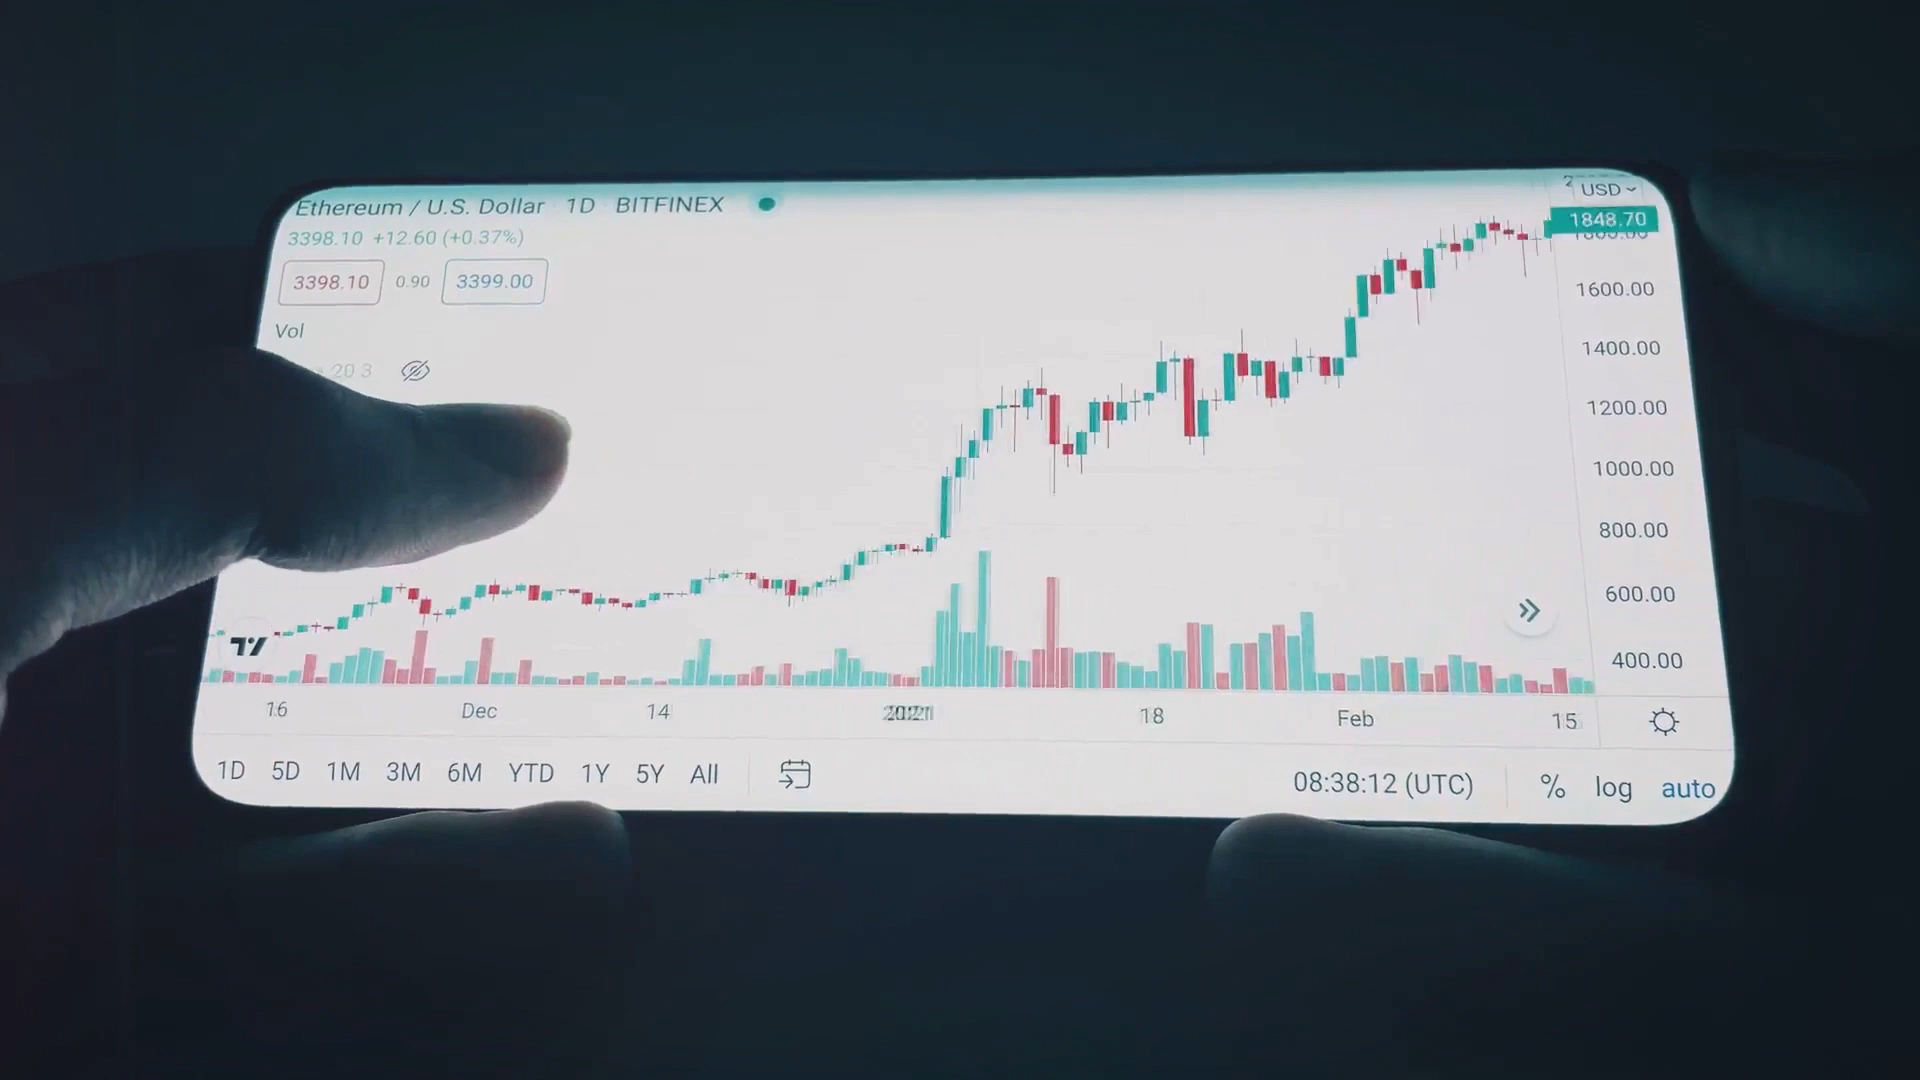 Ethereum / U.S. Dollar 1D BITFINEX
USD
3398.10 +12.60 (+0.37%)
1848.70
3398.10 0.90 3399.00
1600.00
Vol
20 3
1400.00
1200.00
1000.00
800.00
600.00
400.00
16 Dec 14 2021 18 Feb 15
1D 5D 1M 3M 6M YTD 1Y 5Y All
08:38:12 (UTC) % log auto